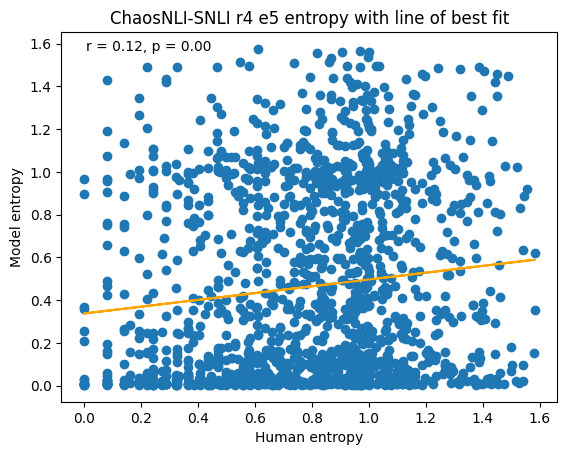 ChaosNLI-SNLI r4 e5 entropy with line of best fit
r = 0.12, p = 0.00
Model entropy
1.6
1.4
1.2
1.0
0.8
0.6
0.4
0.2
0.0
0.0 0.2 0.4 0.6 0.8 1.0 1.2 1.4 1.6
Human entropy